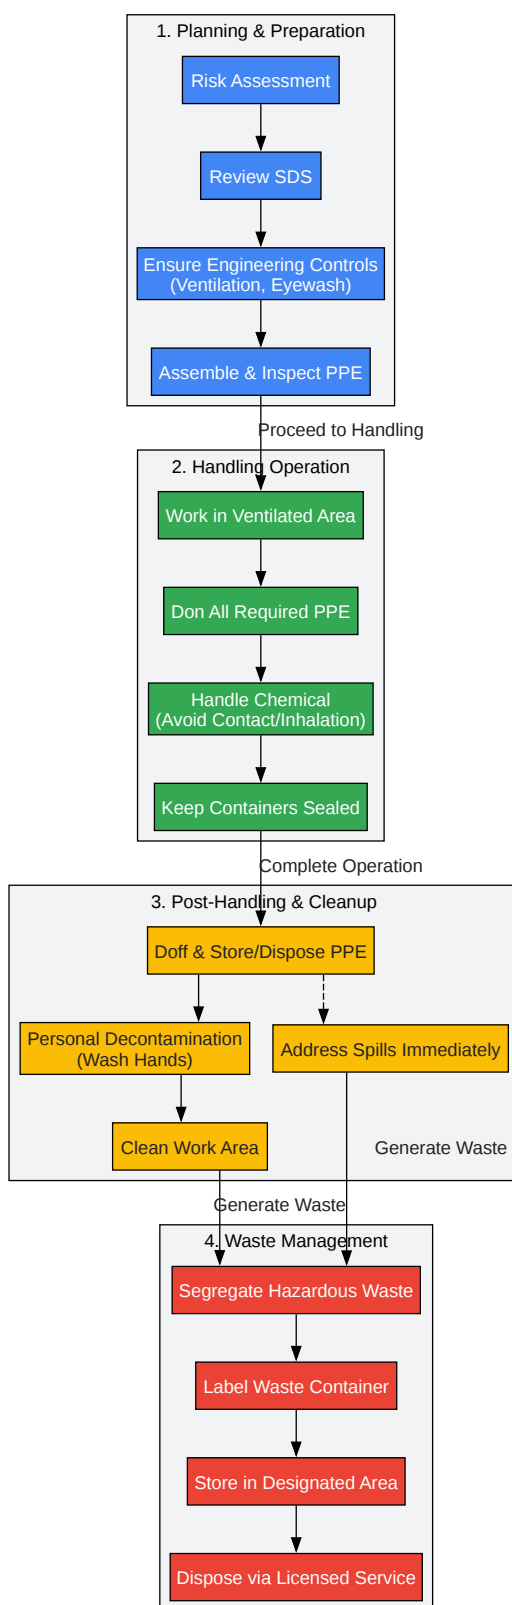 1. Planning & Preparation
Risk Assessment
Review SDS
Ensure Engineering Controls
(Ventilation, Eyewash)
Assemble & Inspect PPE
Proceed to Handling
2. Handling Operation
Work in Ventilated Area
Don All Required PPE
Handle Chemical
(Avoid Contact/Inhalation)
Keep Containers Sealed
Complete Operation
3. Post-Handling & Cleanup
Doff & Store/Dispose PPE
Personal Decontamination
(Wash Hands)
Address Spills Immediately
Clean Work Area
Generate Waste
Generate Waste
4. Waste Management
Segregate Hazardous Waste
Label Waste Container
Store in Designated Area
Dispose via Licensed Service